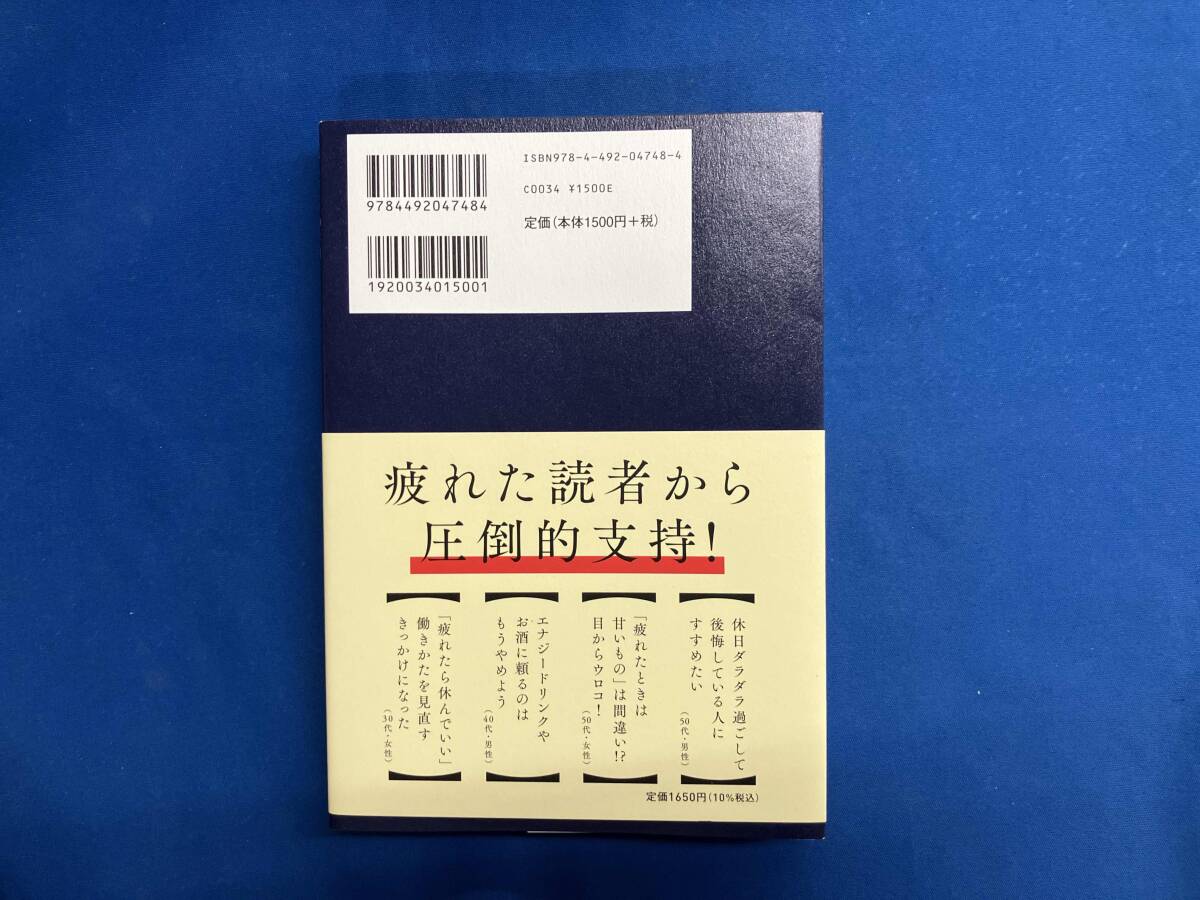 ISBN978-4-492-04748-4
C0034 ¥1500E
定価(本体1500円+税)
9784492047484
1920034015001
疲れた読者から
圧倒的支持!
休日ダラダラ過ごして
後悔している人に
すすめたい
(50代・男性)
「疲れたときは
甘いもの」は間違い!?
目からウロコ!
(50代・女性)
エナジードリンクや
お酒に頼るのは
もうやめよう
(40代・男性)
「疲れたら休んでいい」
働きかたを見直す
きっかけになった
(30代・女性)
定価1650円(10%税込)